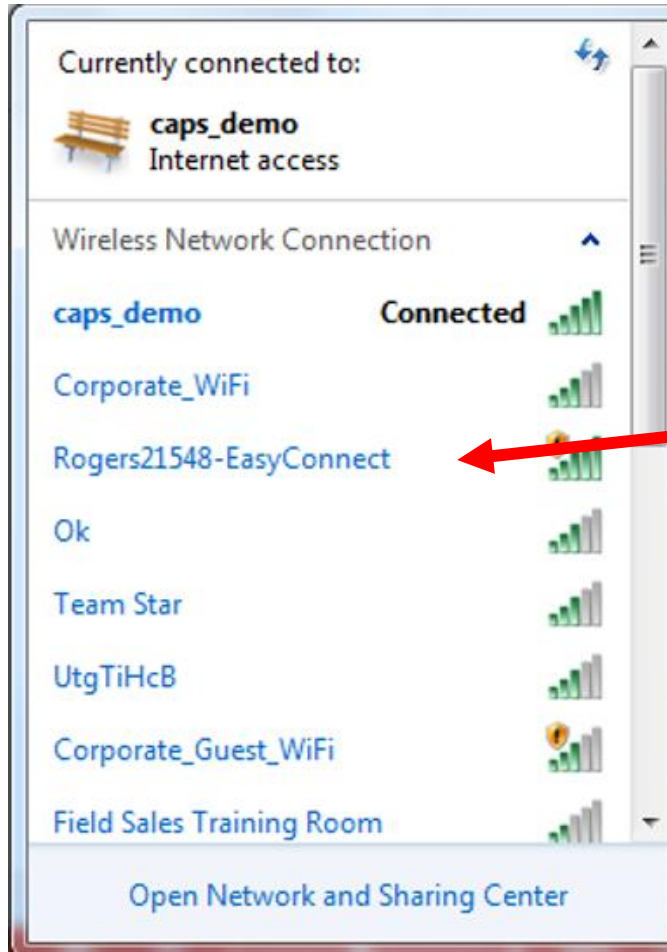 Currently connected to:
caps_demo
Internet access
Wireless Network Connection
caps_demo Connected
Corporate_WiFi
Rogers21548-EasyConnect
Ok
Team Star
UtgTiHcB
Corporate_Guest_WiFi
Field Sales Training Room
Open Network and Sharing Center